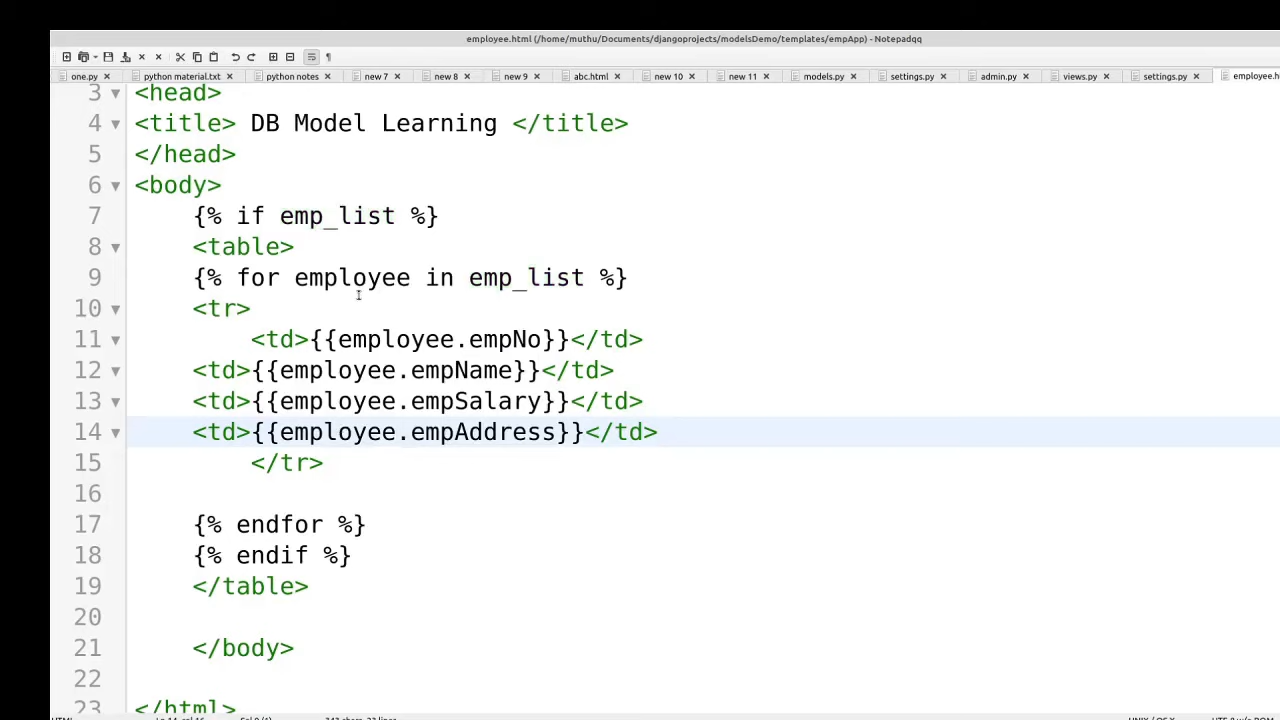 employee.html (/home/muthu/Documents/djangoprojects/modelsDemo/templates/empApp) - Notepadqq
one.py python material.txt python notes new 7 new 8 new 9 abc.html new 10 new 11 models.py settings.py admin.py views.py settings.py employee.h
3 <head>
4 <title> DB Model Learning </title>
5 </head>
6 <body>
7 {% if emp_list %}
8 <table>
9 {% for employee in emp_list %}
10 <tr>
11 <td>{{employee.empNo}}</td>
12 <td>{{employee.empName}}</td>
13 <td>{{employee.empSalary}}</td>
14 <td>{{employee.empAddress}}</td>
15 </tr>
16
17 {% endfor %}
18 {% endif %}
19 </table>
20
21 </body>
22
23 </html>